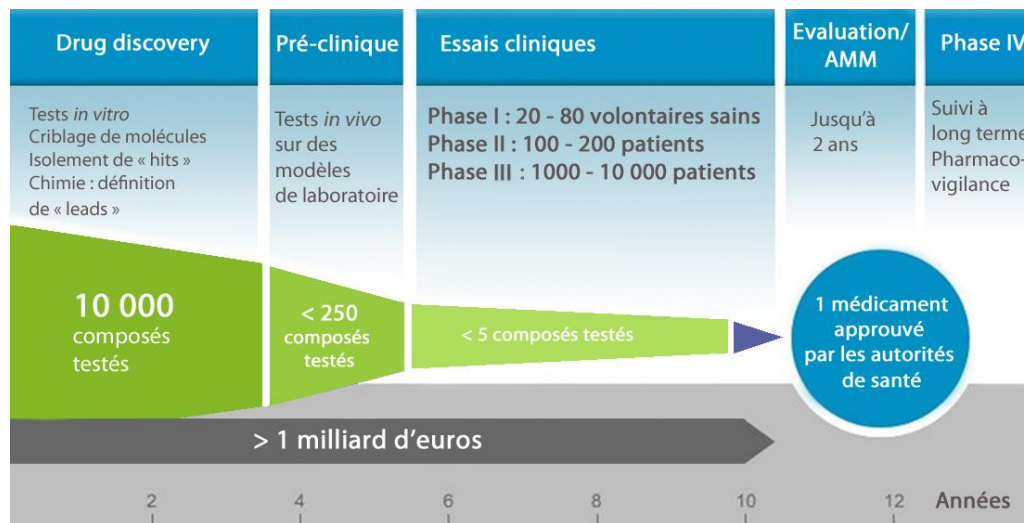 Drug discovery
Pré-clinique
Essais cliniques
Evaluation/
AMM
Phase IV
Tests in vitro
Criblage de molécules
Isolement de « hits »
Chimie : définition
de « leads »
Tests in vivo
sur des
modèles
de laboratoire
Phase I : 20 - 80 volontaires sains
Phase II : 100 - 200 patients
Phase III : 1000 - 10 000 patients
Jusqu'à
2 ans
Suivi à
long terme
Pharmaco-
vigilance
10 000
composés
testés
< 250
composés
testés
< 5 composés testés
1 médicament
approuvé
par les autorités
de santé
> 1 milliard d'euros
2 4 6 8 10 12 Années